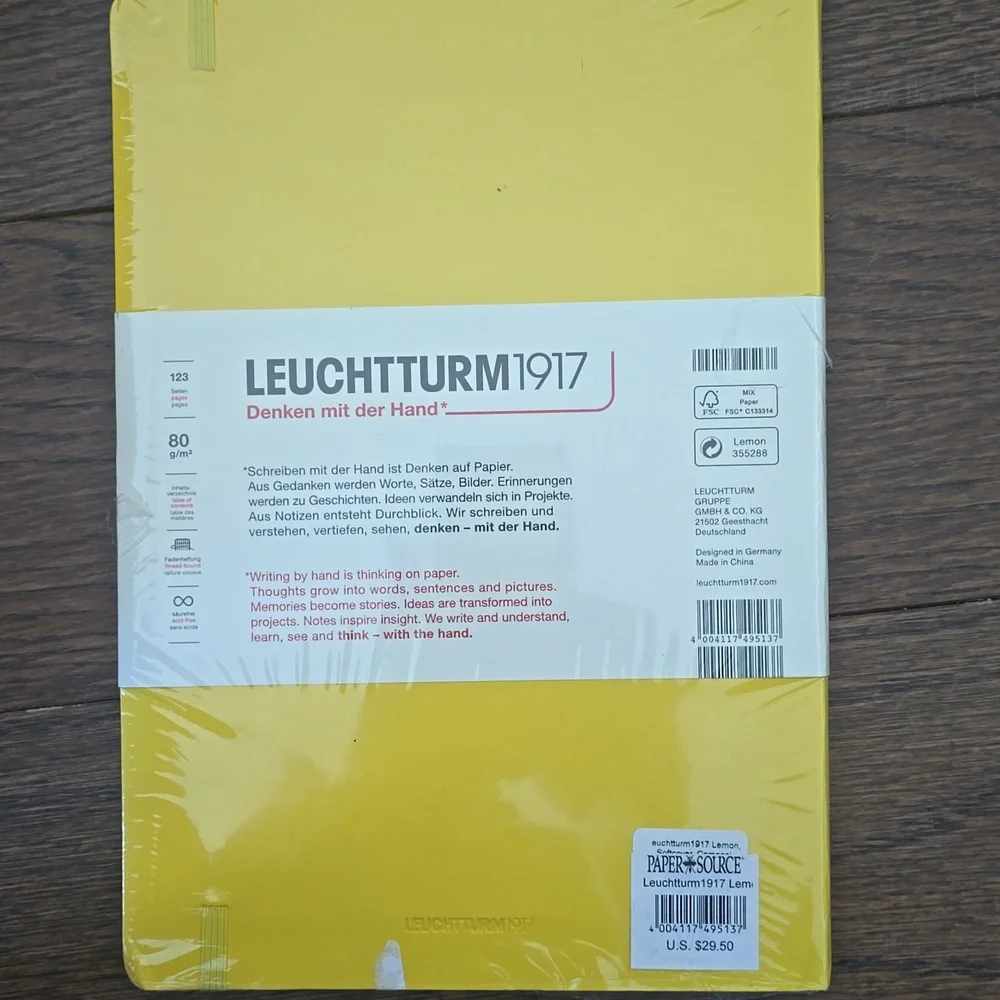 LEUCHTTURM1917
Denken mit der Hand*
*Schreiben mit der Hand ist Denken auf Papier.
Aus Gedanken werden Worte, Sätze, Bilder. Erinnerungen
werden zu Geschichten. Ideen verwandeln sich in Projekte.
Aus Notizen entsteht Durchblick. Wir schreiben und
verstehen, vertiefen, sehen, denken – mit der Hand.
*Writing by hand is thinking on paper.
Thoughts grow into words, sentences and pictures.
Memories become stories. Ideas are transformed into
projects. Notes inspire insight. We write and understand,
learn, see and think – with the hand.
123
Seiten
pages
pages
80
g/m²
Inhalts-
verzeichnis
table of
contents
table des
matières
Fadenheftung
thread-bound
reliure cousue
säurefrei
acid-free
sans acide
FSC
MIX
Paper
FSC® C133314
Lemon
355288
LEUCHTTURM
GRUPPE
GMBH & CO. KG
21502 Geesthacht
Deutschland
Designed in Germany
Made in China
leuchtturm1917.com
4 004117 495137
LEUCHTTURM1917
euchtturm1917 Lemon,
PAPER SOURCE
Leuchtturm1917 Lem
4 004117 495137
U.S. $29.50